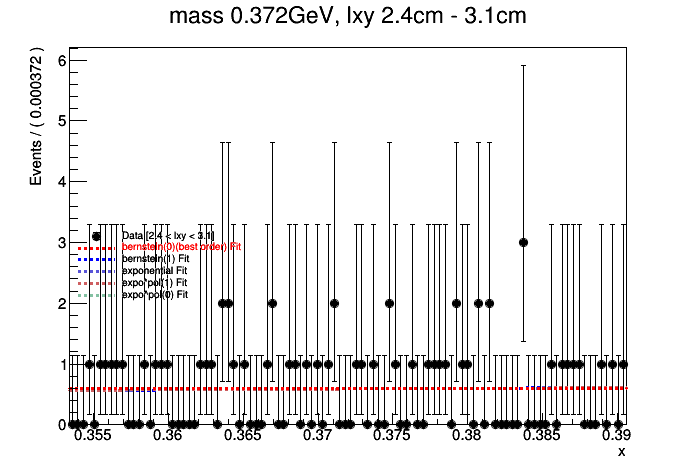 mass 0.372GeV, lxy 2.4cm - 3.1cm
Events / ( 0.000372 )
6
5
4
3
2
1
0
Data [2.4 < lxy < 3.1]
bernstein(0)(best order) Fit
bernstein(1) Fit
exponential Fit
expo*pol(1) Fit
expo*pol(0) Fit
0.355 0.36 0.365 0.37 0.375 0.38 0.385 0.39
x